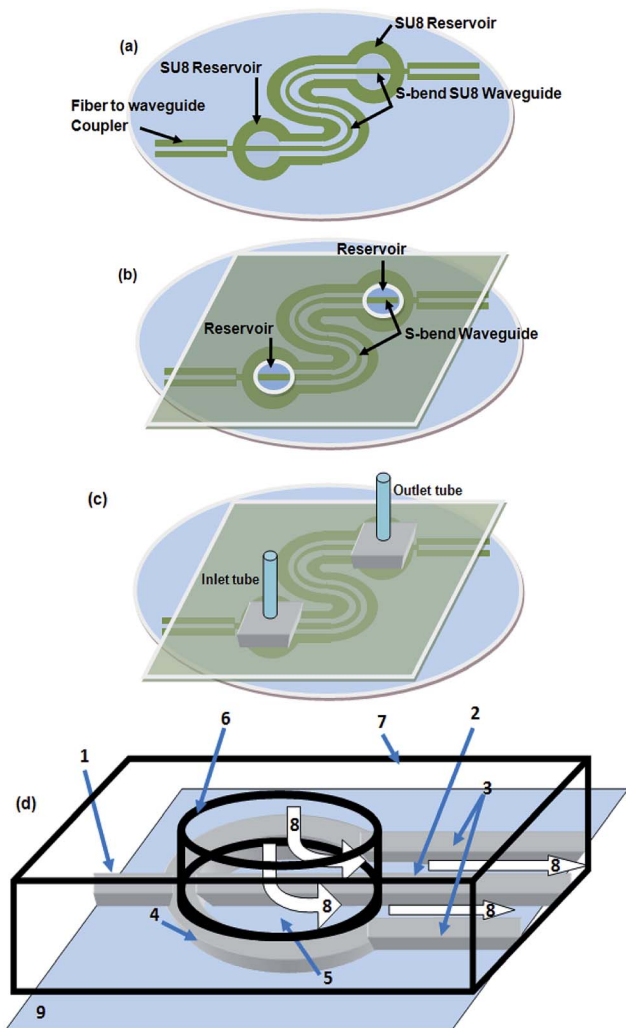 (a)
SU8 Reservoir
SU8 Reservoir
S-bend SU8 Waveguide
Fiber to waveguide
Coupler
(b)
Reservoir
Reservoir
S-bend Waveguide
(c)
Outlet tube
Inlet tube
(d)
6
7
2
1
3
8
8
8
8
4
5
9